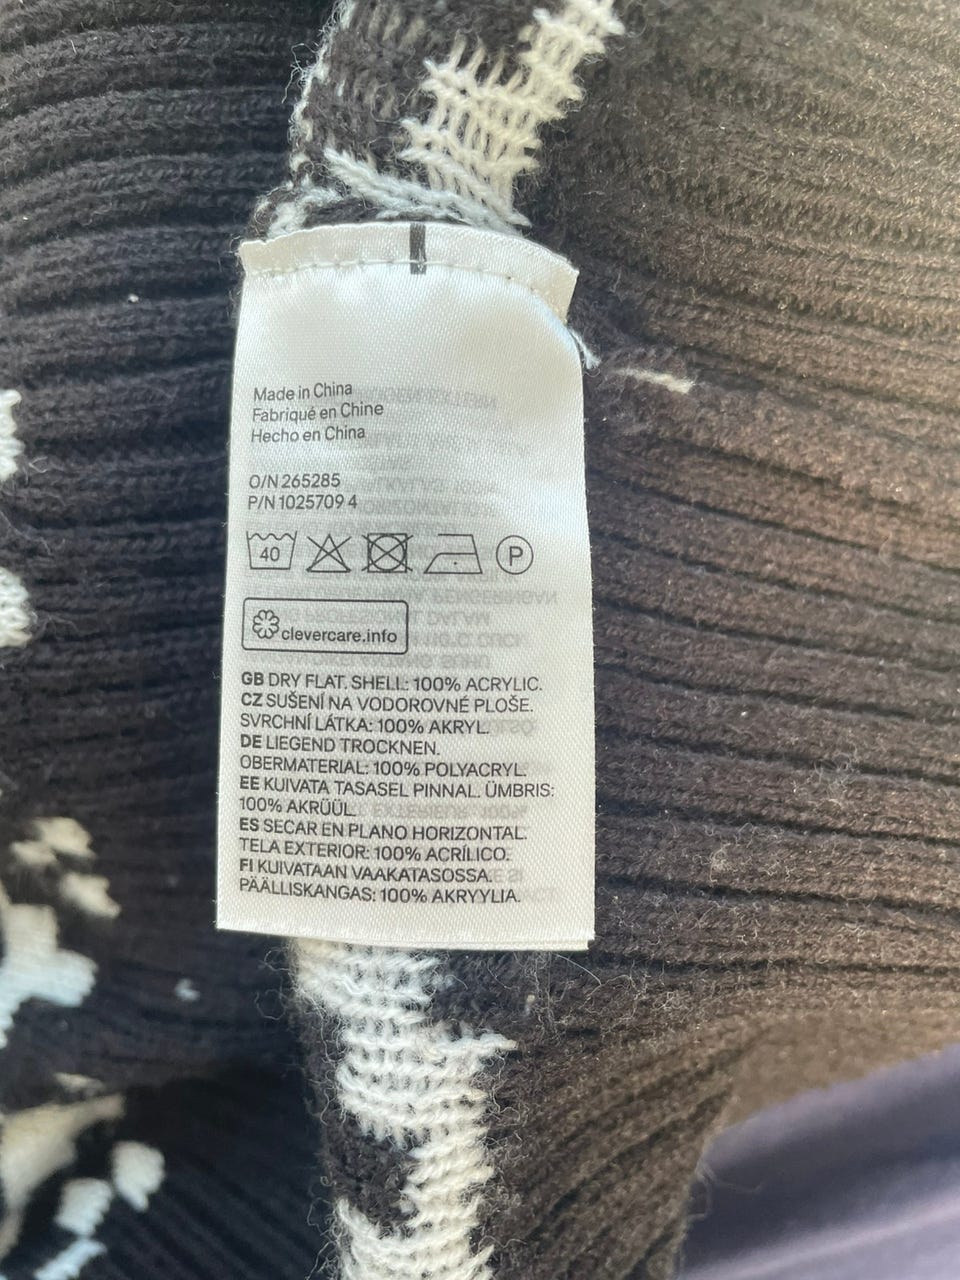 Made in China
Fabriqué en Chine
Hecho en China
O/N 265285
P/N 1025709 4
40 P
clevercare.info
GB DRY FLAT. SHELL: 100% ACRYLIC.
CZ SUŠENÍ NA VODOROVNÉ PLOŠE.
SVRCHNÍ LÁTKA: 100% AKRYL.
DE LIEGEND TROCKNEN.
OBERMATERIAL: 100% POLYACRYL.
EE KUIVATA TASASEL PINNAL. ÜMBRIS:
100% AKRÜÜL.
ES SECAR EN PLANO HORIZONTAL.
TELA EXTERIOR: 100% ACRÍLICO.
FI KUIVATAAN VAAKATASOSSA.
PÄÄLLISKANGAS: 100% AKRYYLIA.